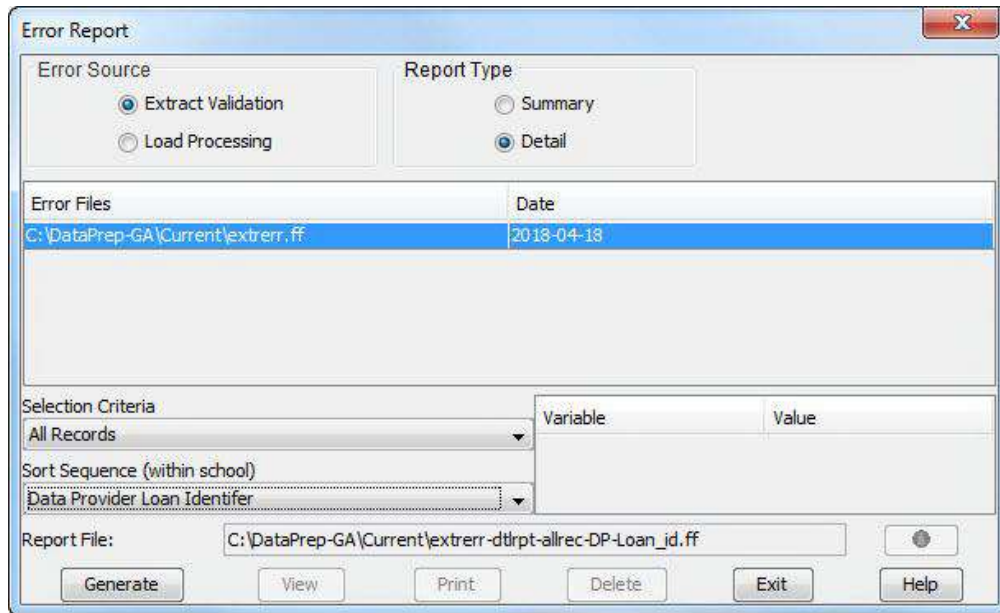 Error Report
Error Source
Report Type
Extract Validation
Summary
Load Processing
Detail
Error Files
Date
C:\DataPrep-GA\Current\extrerr.ff
2018-04-18
Selection Criteria
Variable
Value
All Records
Sort Sequence (within school)
Data Provider Loan Identifer
Report File:
C:\DataPrep-GA\Current\extrerr-dtlrpt-allrec-DP-Loan_id.ff
Generate
View
Print
Delete
Exit
Help